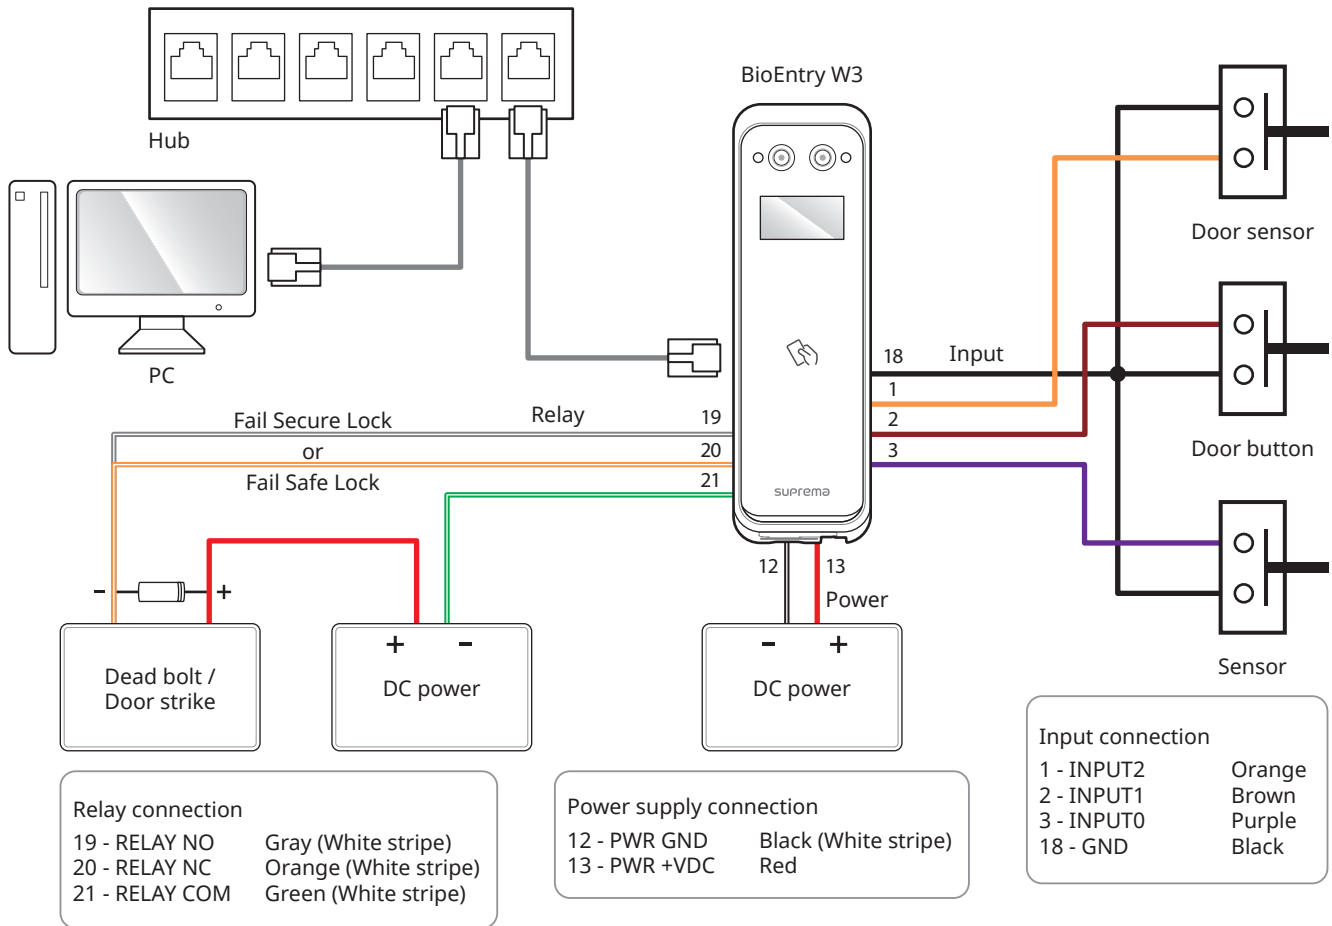 BioEntry W3
Hub
Door sensor
PC
18 Input
1
2
3
Door button
Fail Secure Lock Relay 19
or 20
Fail Safe Lock 21
suprema
12 13
Power
- +
+ -
- +
Dead bolt /
Door strike
DC power
DC power
Sensor
Relay connection
19 - RELAY NO Gray (White stripe)
20 - RELAY NC Orange (White stripe)
21 - RELAY COM Green (White stripe)
Power supply connection
12 - PWR GND Black (White stripe)
13 - PWR +VDC Red
Input connection
1 - INPUT2 Orange
2 - INPUT1 Brown
3 - INPUT0 Purple
18 - GND Black